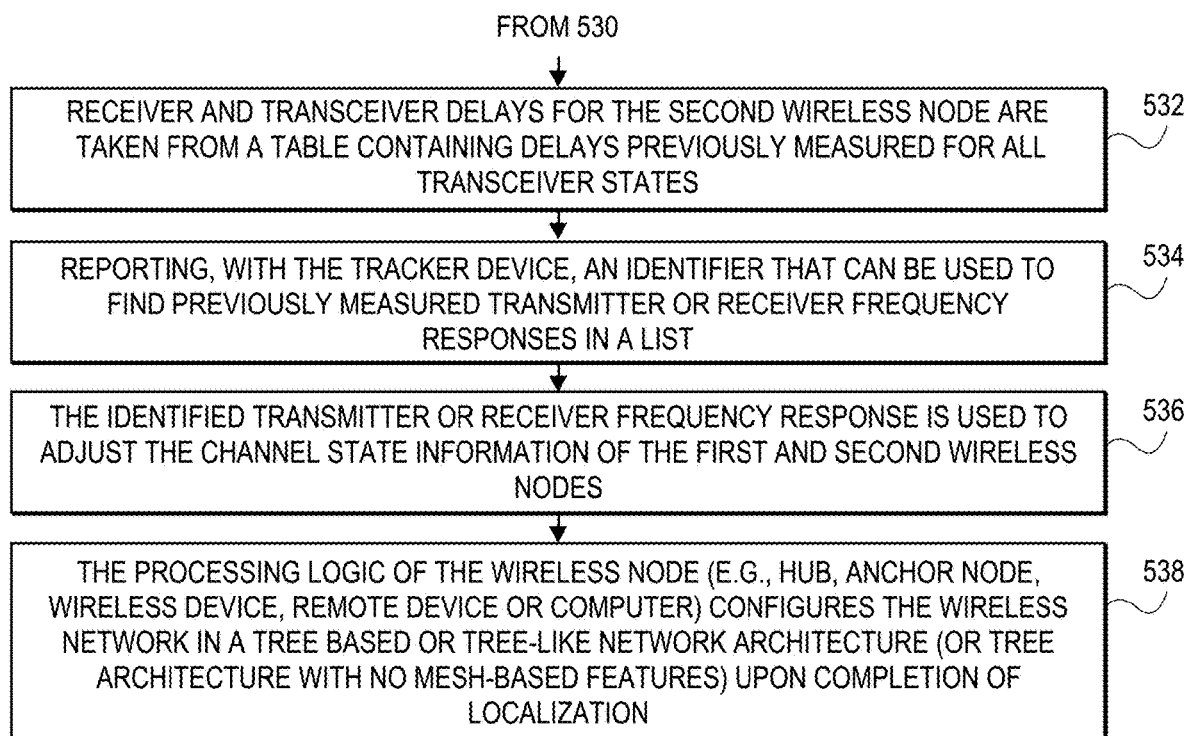 FROM 530
RECEIVER AND TRANSCEIVER DELAYS FOR THE SECOND WIRELESS NODE ARE
TAKEN FROM A TABLE CONTAINING DELAYS PREVIOUSLY MEASURED FOR ALL
TRANSCEIVER STATES
532
REPORTING, WITH THE TRACKER DEVICE, AN IDENTIFIER THAT CAN BE USED TO
FIND PREVIOUSLY MEASURED TRANSMITTER OR RECEIVER FREQUENCY
RESPONSES IN A LIST
534
THE IDENTIFIED TRANSMITTER OR RECEIVER FREQUENCY RESPONSE IS USED TO
ADJUST THE CHANNEL STATE INFORMATION OF THE FIRST AND SECOND WIRELESS
NODES
536
THE PROCESSING LOGIC OF THE WIRELESS NODE (E.G., HUB, ANCHOR NODE,
WIRELESS DEVICE, REMOTE DEVICE OR COMPUTER) CONFIGURES THE WIRELESS
NETWORK IN A TREE BASED OR TREE-LIKE NETWORK ARCHITECTURE (OR TREE
ARCHITECTURE WITH NO MESH-BASED FEATURES) UPON COMPLETION OF
LOCALIZATION
538